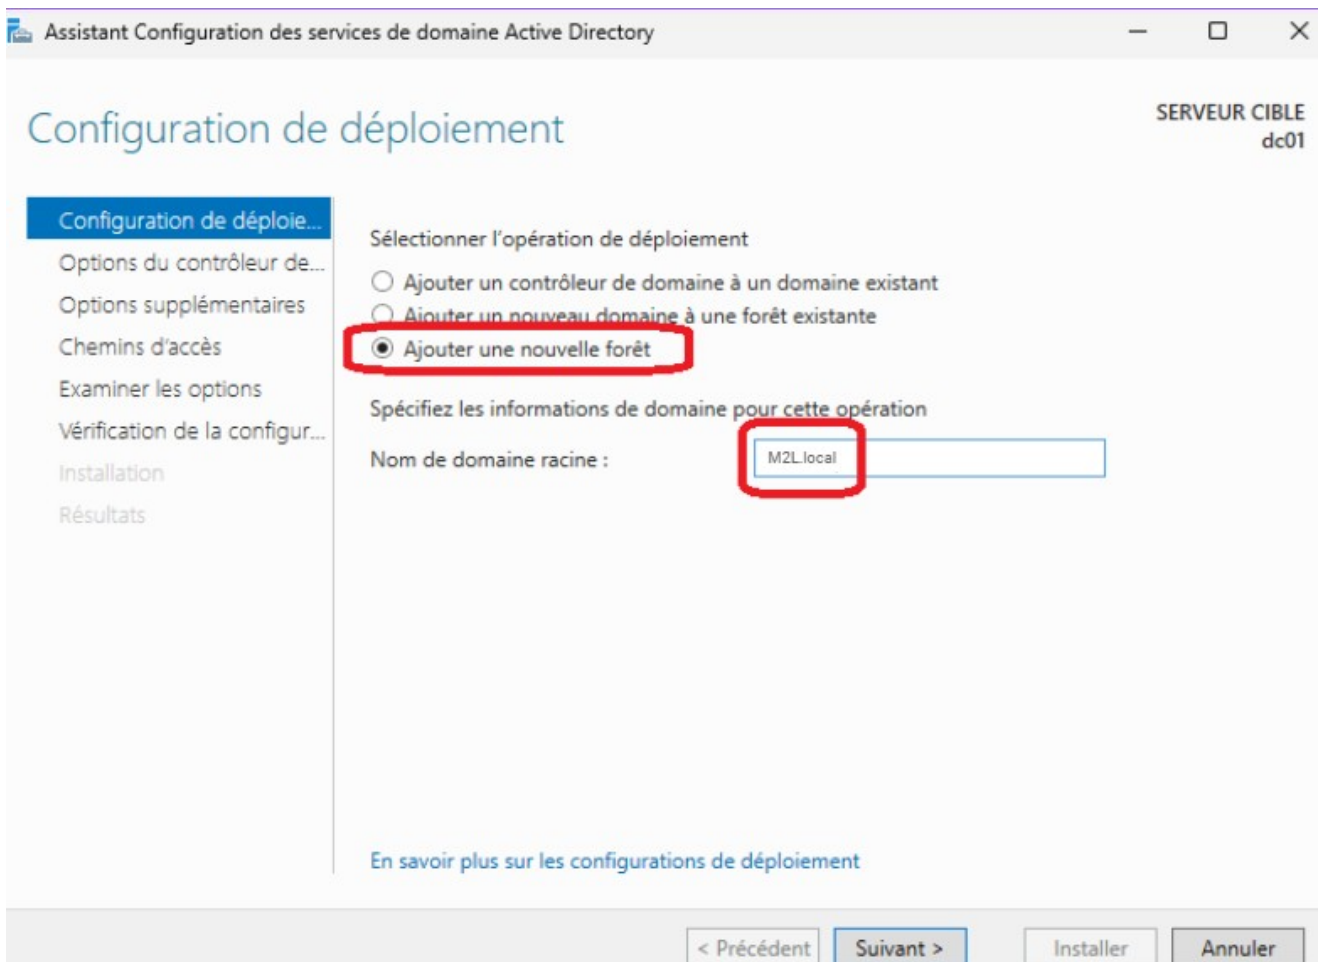 Assistant Configuration des services de domaine Active Directory
Configuration de déploiement
SERVEUR CIBLE
dc01
Configuration de déploie...
Options du contrôleur de...
Options supplémentaires
Chemins d'accès
Examiner les options
Vérification de la configur...
Installation
Résultats
Sélectionner l'opération de déploiement
Ajouter un contrôleur de domaine à un domaine existant
Ajouter un nouveau domaine à une forêt existante
Ajouter une nouvelle forêt
Spécifiez les informations de domaine pour cette opération
Nom de domaine racine :
M2L.local
En savoir plus sur les configurations de déploiement
< Précédent
Suivant >
Installer
Annuler